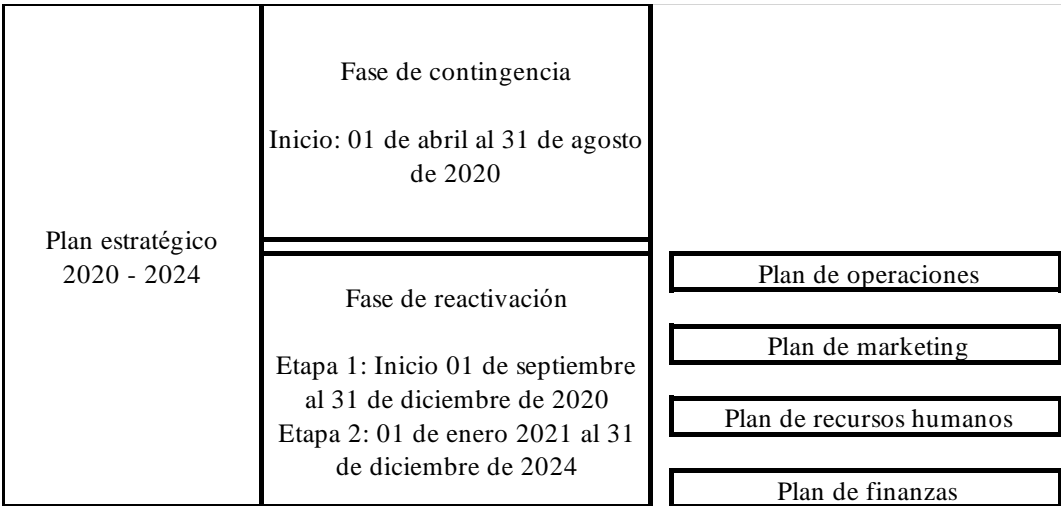 Plan estratégico
2020 - 2024
Fase de contingencia
Inicio: 01 de abril al 31 de agosto
de 2020
Fase de reactivación
Etapa 1: Inicio 01 de septiembre
al 31 de diciembre de 2020
Etapa 2: 01 de enero 2021 al 31
de diciembre de 2024
Plan de operaciones
Plan de marketing
Plan de recursos humanos
Plan de finanzas